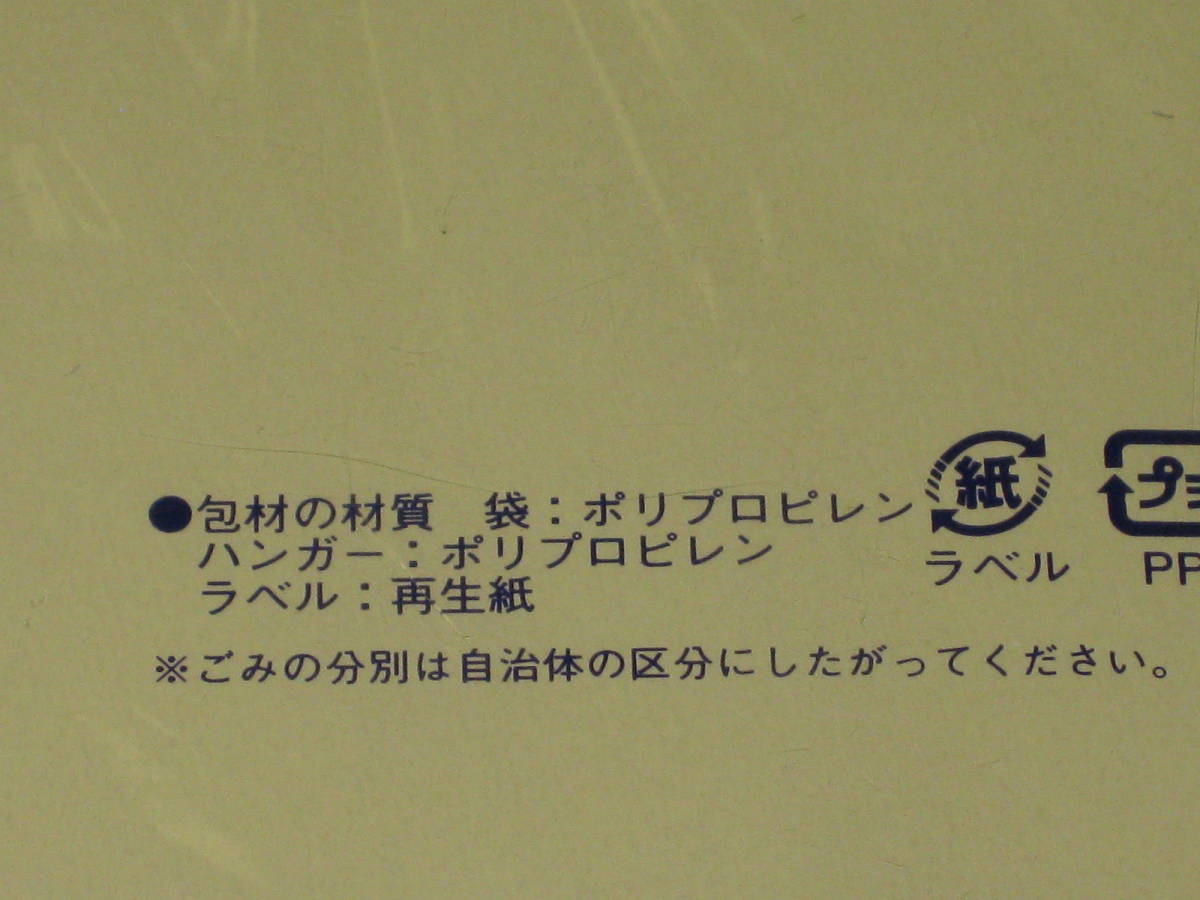 ●包材の材質　袋：ポリプロピレン
ハンガー：ポリプロピレン
ラベル：再生紙
※ごみの分別は自治体の区分にしたがってください。
紙
ラベル
プ
PP